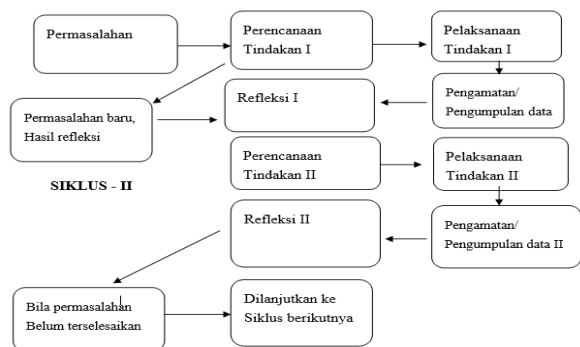 Permasalahan
Perencanaan
Tindakan I
Pelaksanaan
Tindakan I
Permasalahan baru,
Hasil refleksi
Refleksi I
Pengamatan/
Pengumpulan data
SIKLUS - II
Perencanaan
Tindakan II
Pelaksanaan
Tindakan II
Refleksi II
Pengamatan/
Pengumpulan data II
Bila permasalahan
Belum terselesaikan
Dilanjutkan ke
Siklus berikutnya